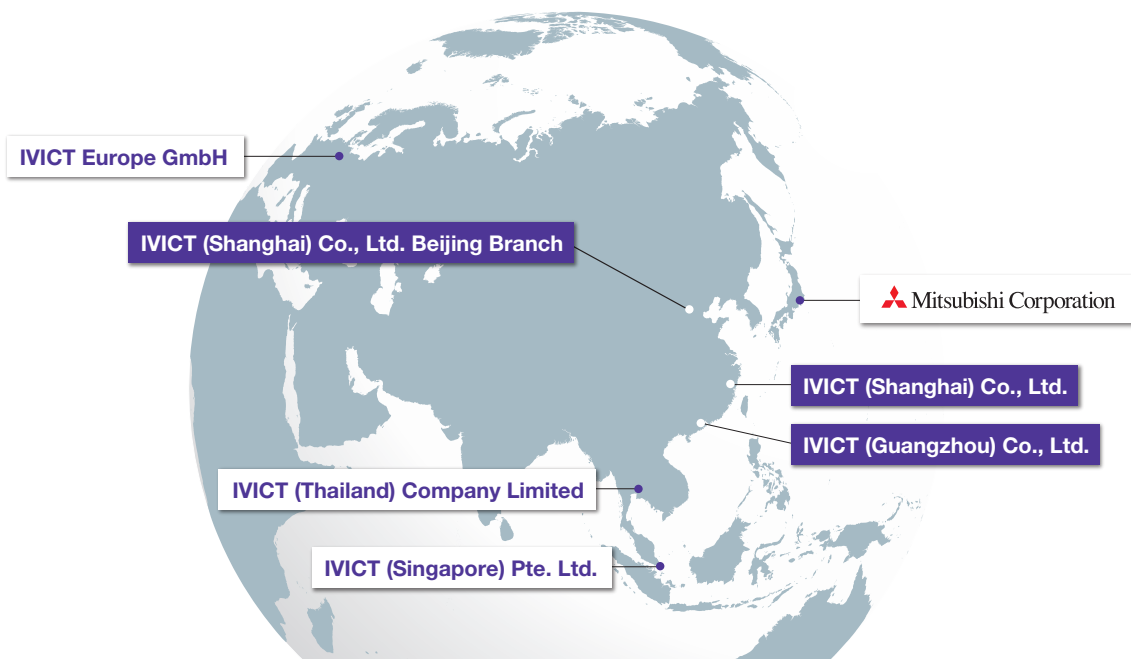 IVICT Europe GmbH
IVICT (Shanghai) Co., Ltd. Beijing Branch
Mitsubishi Corporation
IVICT (Shanghai) Co., Ltd.
IVICT (Guangzhou) Co., Ltd.
IVICT (Thailand) Company Limited
IVICT (Singapore) Pte. Ltd.